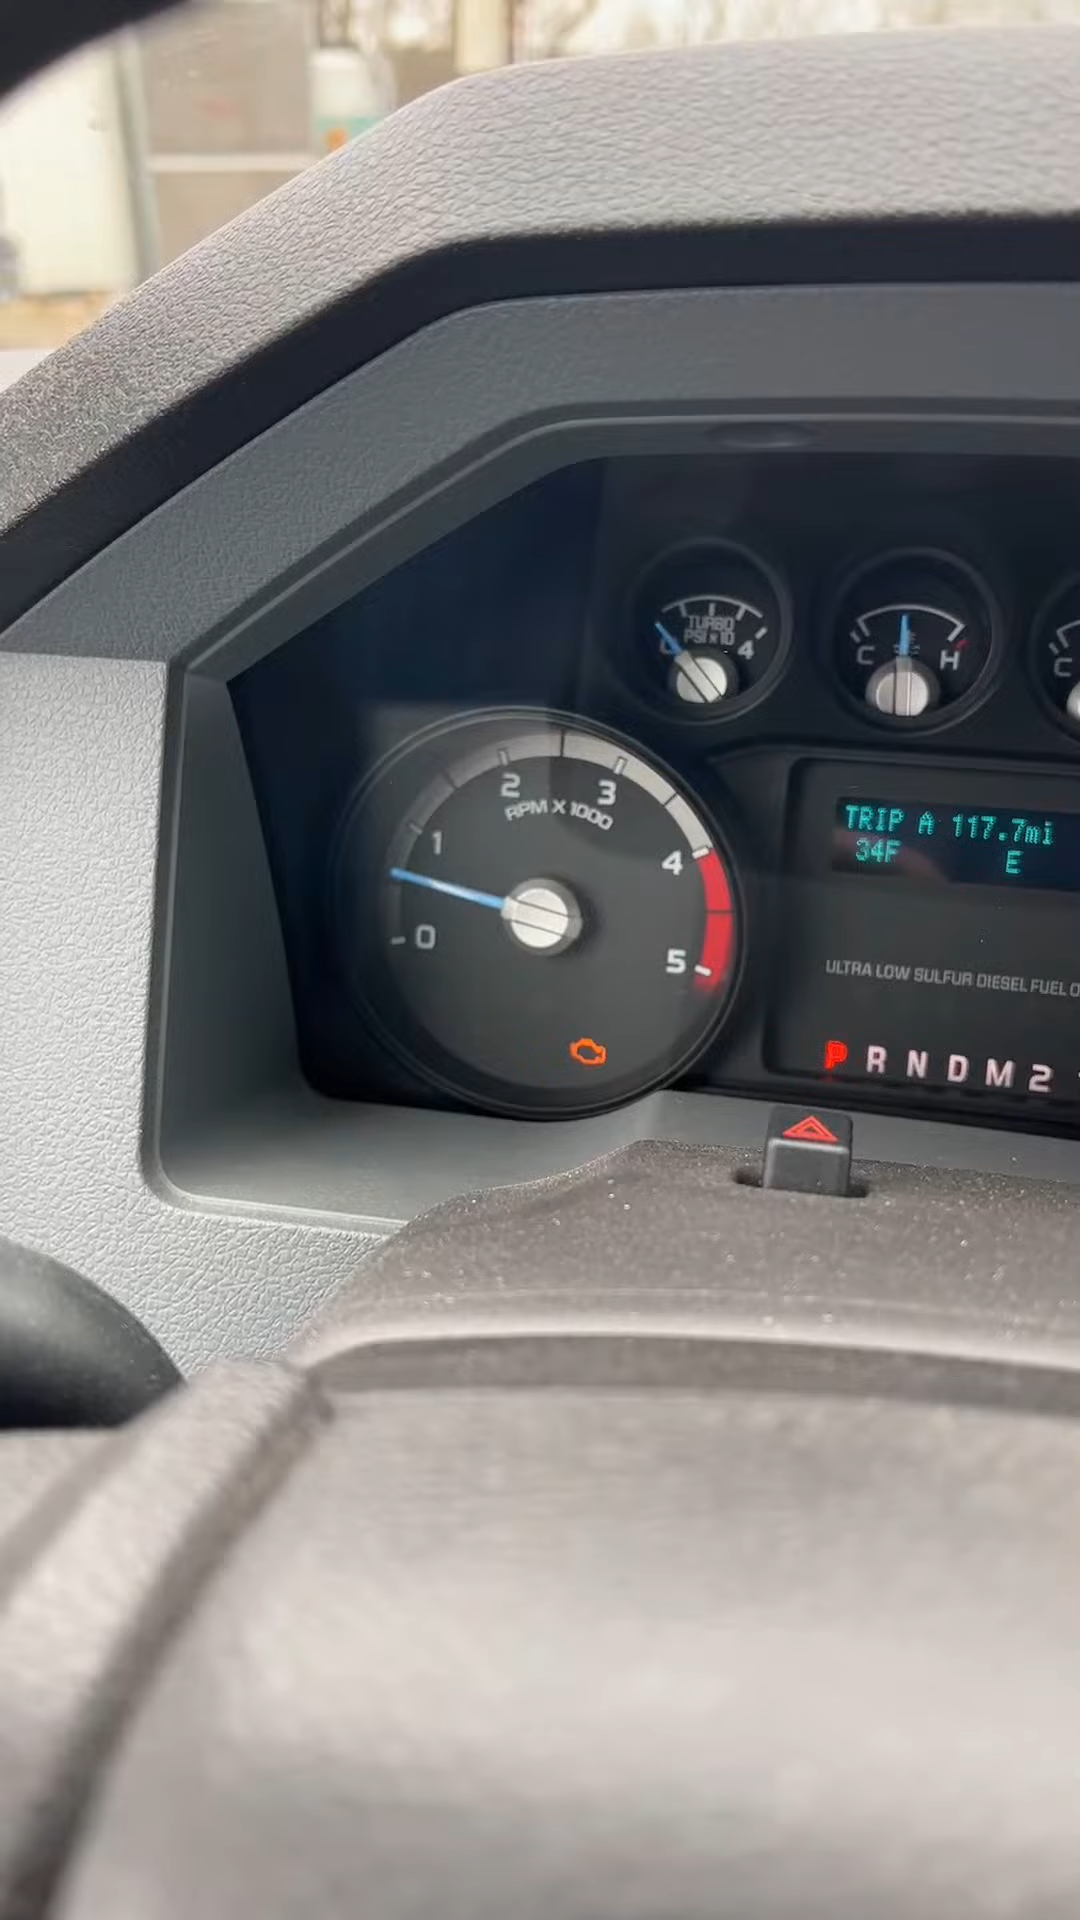 TURBO
PSI x 10
4
C H
C
2 3
RPM X 1000
1 4
0 5
TRIP A 117.7mi
34F E
ULTRA LOW SULFUR DIESEL FUEL O
P R N D M 2